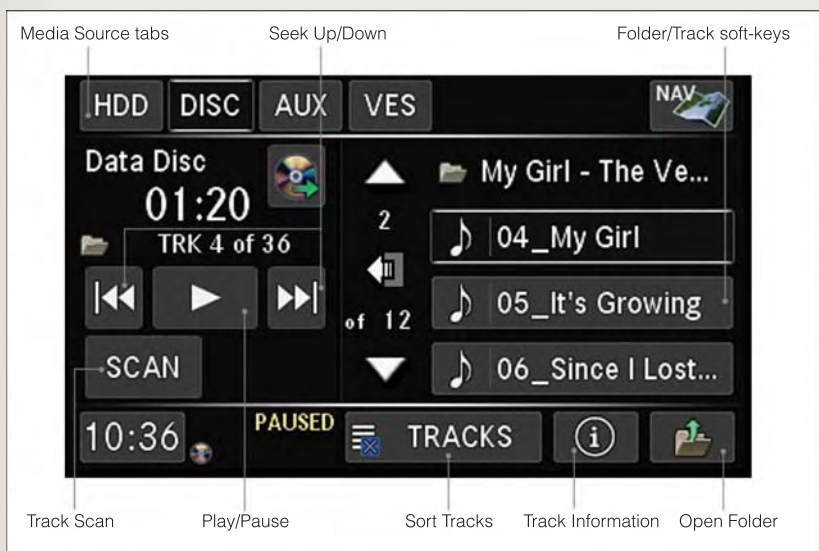 Media Source tabs
Seek Up/Down
Folder/Track soft-keys
HDD
DISC
AUX
VES
NAV
Data Disc
01:20
TRK 4 of 36
SCAN
2
of 12
My Girl - The Ve...
04_My Girl
05_It's Growing
06_Since I Lost...
10:36
PAUSED
TRACKS
i
Track Scan
Play/Pause
Sort Tracks
Track Information
Open Folder